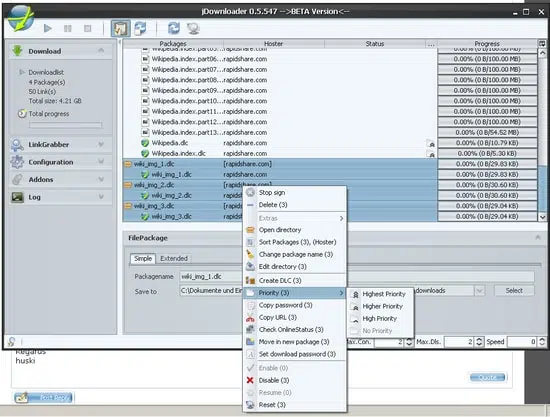 jDownloader 0.5.547 -->BETA Version<--
Download
Downloadlist
4 Package(s)
50 Link(s)
Total size: 4.21 GB
Total progress
LinkGrabber
Configuration
Addons
Log
Packages Hoster Status ... Progress
Wikipedia.index.part03... rapidshare.com 0.00% (0 B/100.00 MB)
Wikipedia.index.part06... rapidshare.com 0.00% (0 B/100.00 MB)
Wikipedia.index.part07... rapidshare.com 0.00% (0 B/100.00 MB)
Wikipedia.index.part08... rapidshare.com 0.00% (0 B/100.00 MB)
Wikipedia.index.part09... rapidshare.com 0.00% (0 B/100.00 MB)
Wikipedia.index.part10... rapidshare.com 0.00% (0 B/100.00 MB)
Wikipedia.index.part11... rapidshare.com 0.00% (0 B/100.00 MB)
Wikipedia.index.part12... rapidshare.com 0.00% (0 B/100.00 MB)
Wikipedia.index.part13... rapidshare.com 0.00% (0 B/54.52 MB)
Wikipedia.dlc rapidshare.com 0.00% (0 B/10.79 KB)
Wikipedia.index.dlc rapidshare.com 0.00% (0 B/5.30 KB)
wiki_img_1.dlc [rapidshare.com] 0.00% (0 B/29.83 KB)
wiki_img_1.dlc rapidshare.com 0.00% (0 B/29.83 KB)
wiki_img_2.dlc [rapidshare.com] 0.00% (0 B/30.60 KB)
wiki_img_2.dlc 0.00% (0 B/30.60 KB)
wiki_img_3.dlc 0.00% (0 B/29.04 KB)
wiki_img_3.dlc 0.00% (0 B/29.04 KB)
FilePackage
Simple Extended
Packagename wiki_img_1.dlc
Save to C:\Dokumente und Ein
downloads Select
Stop sign
Delete (3)
Extras
Open directory
Sort Packages (3), (Hoster)
Change package name (3)
Edit directory (3)
Create DLC (3)
Priority (3)
Copy password (3)
Copy URL (3)
Check OnlineStatus (3)
Move in new package (3)
Set download password (3)
Enable (0)
Disable (3)
Resume (0)
Reset (3)
Highest Priority
Higher Priority
High Priority
No Priority
Max.Con. 2 Max.Dls. 2 Speed 0
Regards
huski
Post Reply
Quote